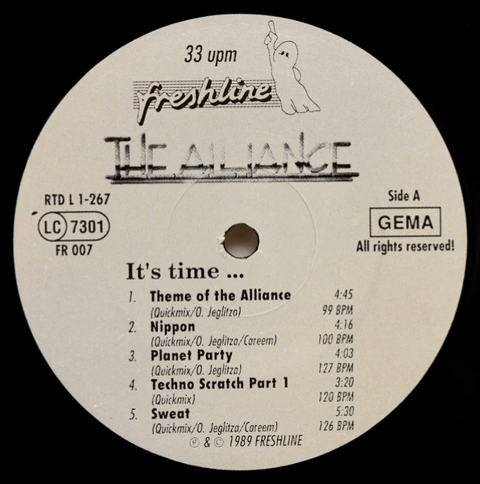 33 upm
freshline
THE ALLIANCE
RTD L 1-267
LC 7301
FR 007
Side A
GEMA
All rights reserved!
It's time ...
1. Theme of the Alliance 4:45
(Quickmix/O. Jeglitza) 99 BPM
2. Nippon 4:16
(Quickmix/O. Jeglitza/Careem) 100 BPM
3. Planet Party 4:03
(Quickmix/O. Jeglitza) 127 BPM
4. Techno Scratch Part 1 3:20
(Quickmix) 120 BPM
5. Sweat 5:30
(Quickmix/O. Jeglitza/Careem) 126 BPM
℗ & © 1989 FRESHLINE